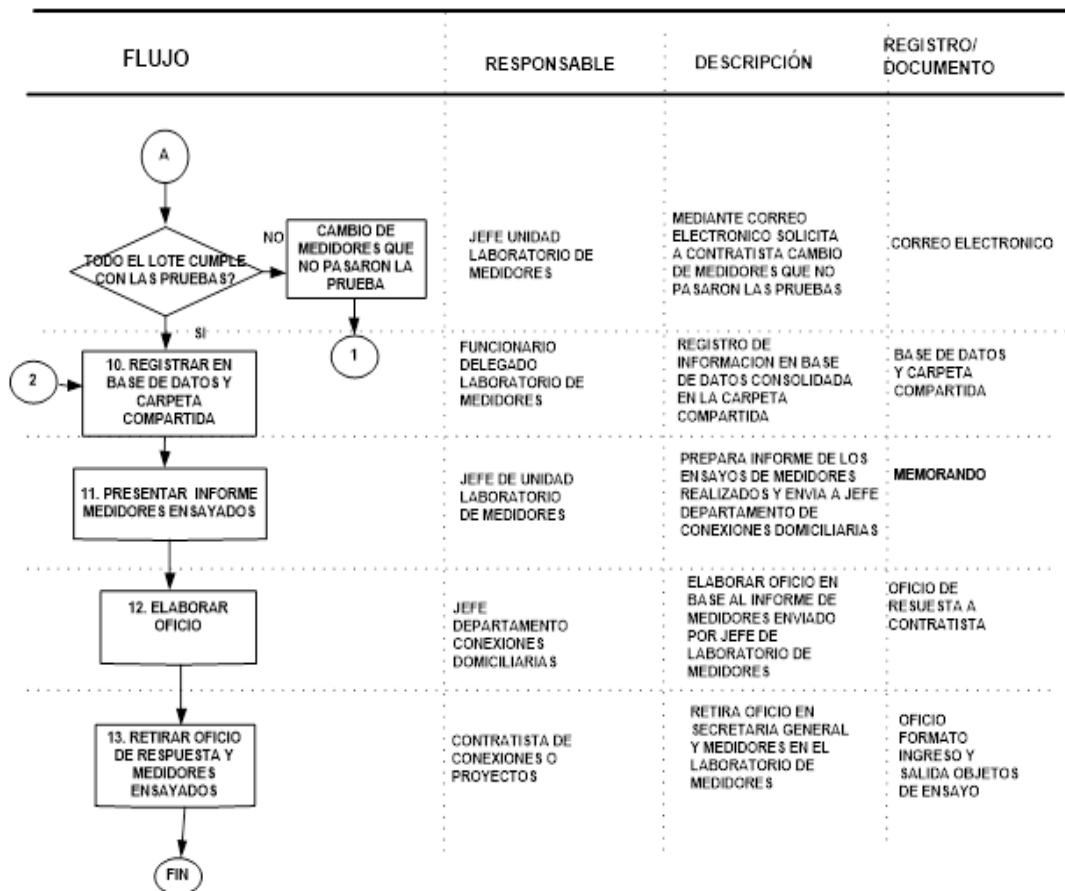 FLUJO
RESPONSABLE
DESCRIPCIÓN
REGISTRO/
DOCUMENTO
A
TODO EL LOTE CUMPLE
CON LAS PRUEBAS?
NO
SI
CAMBIO DE
MEDIDORES QUE
NO PASARON LA
PRUEBA
1
JEFE UNIDAD
LABORATORIO DE
MEDIDORES
MEDIANTE CORREO
ELECTRONICO SOLICITA
A CONTRATISTA CAMBIO
DE MEDIDORES QUE NO
PASARON LAS PRUEBAS
CORREO ELECTRONICO
2
10. REGISTRAR EN
BASE DE DATOS Y
CARPETA
COMPARTIDA
FUNCIONARIO
DELEGADO
LABORATORIO DE
MEDIDORES
REGISTRO DE
INFORMACION EN BASE
DE DATOS CONSOLIDADA
EN LA CARPETA
COMPARTIDA
BASE DE DATOS
Y CARPETA
COMPARTIDA
11. PRESENTAR INFORME
MEDIDORES ENSAYADOS
JEFE DE UNIDAD
LABORATORIO
DE MEDIDORES
PREPARA INFORME DE LOS
ENSAYOS DE MEDIDORES
REALIZADOS Y ENVIA A JEFE
DEPARTAMENTO DE
CONEXIONES DOMICILIARIAS
MEMORANDO
12. ELABORAR
OFICIO
JEFE
DEPARTAMENTO
CONEXIONES
DOMICILIARIAS
ELABORAR OFICIO EN
BASE AL INFORME DE
MEDIDORES ENVIADO
POR JEFE DE
LABORATORIO DE
MEDIDORES
OFICIO DE
RESUESTA A
CONTRATISTA
13. RETIRAR OFICIO
DE RESPUESTA Y
MEDIDORES
ENSAYADOS
CONTRATISTA DE
CONEXIONES O
PROYECTOS
RETIRA OFICIO EN
SECRETARIA GENERAL
Y MEDIDORES EN EL
LABORATORIO DE
MEDIDORES
OFICIO
FORMATO
INGRESO Y
SALIDA OBJETOS
DE ENSAYO
FIN